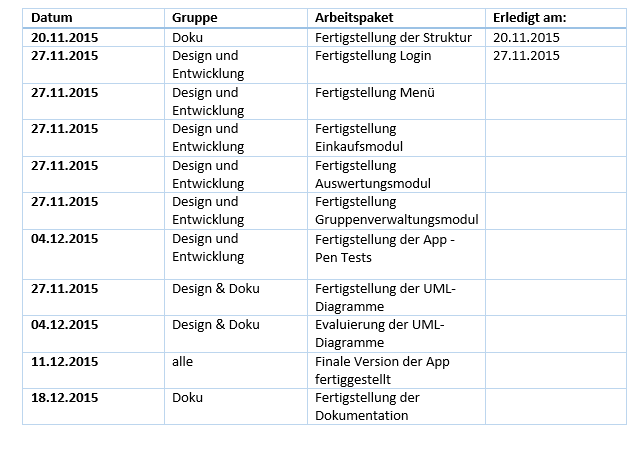 Datum Gruppe Arbeitspaket Erledigt am:
20.11.2015 Doku Fertigstellung der Struktur 20.11.2015
27.11.2015 Design und Fertigstellung Login 27.11.2015
Entwicklung
27.11.2015 Design und Fertigstellung Menü
Entwicklung
27.11.2015 Design und Fertigstellung
Entwicklung Einkaufsmodul
27.11.2015 Design und Fertigstellung
Entwicklung Auswertungsmodul
27.11.2015 Design und Fertigstellung
Entwicklung Gruppenverwaltungsmodul
04.12.2015 Design und Fertigstellung der App -
Entwicklung Pen Tests
27.11.2015 Design & Doku Fertigstellung der UML-
Diagramme
04.12.2015 Design & Doku Evaluierung der UML-
Diagramme
11.12.2015 alle Finale Version der App
fertiggestellt
18.12.2015 Doku Fertigstellung der
Dokumentation